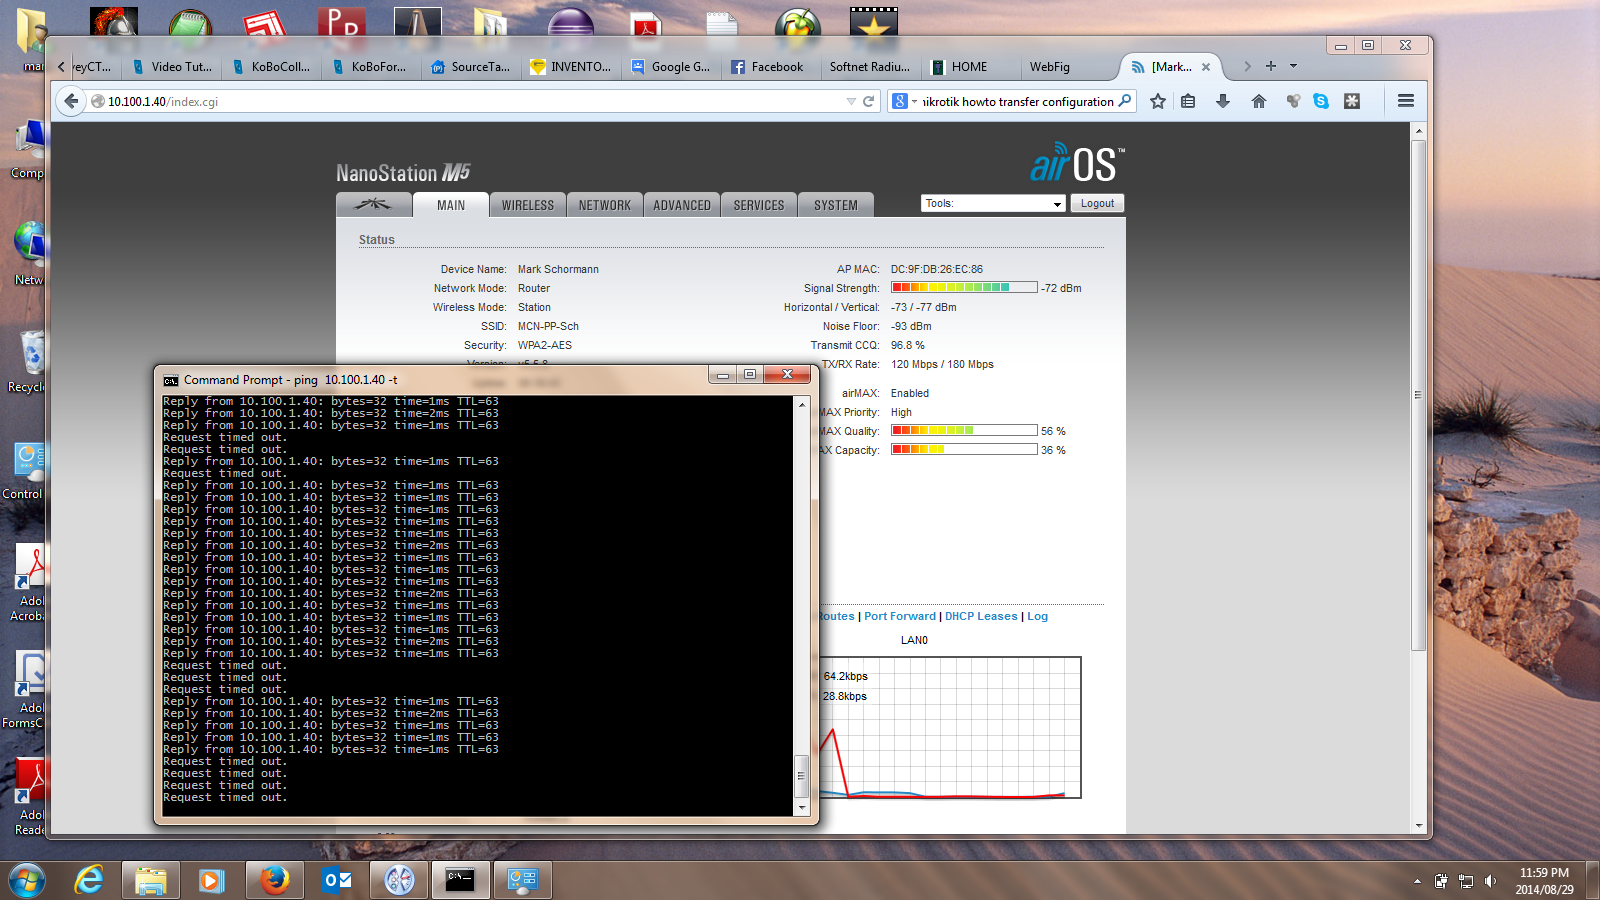 veyCT...
Video Tut...
KoBoColl...
KoBoFor...
SourceTa...
INVENTO...
Google G...
Facebook
Softnet Radiu...
HOME
WebFig
[Mark...
10.100.1.40/index.cgi
nikrotik howto transfer configuration
NanoStation M5
airOS™
MAIN
WIRELESS
NETWORK
ADVANCED
SERVICES
SYSTEM
Tools:
Logout
Status
Device Name: Mark Schormann
Network Mode: Router
Wireless Mode: Station
SSID: MCN-PP-Sch
Security: WPA2-AES
AP MAC: DC:9F:DB:26:EC:86
Signal Strength: -72 dBm
Horizontal / Vertical: -73 / -77 dBm
Noise Floor: -93 dBm
Transmit CCQ: 96.8 %
TX/RX Rate: 120 Mbps / 180 Mbps
airMAX: Enabled
MAX Priority: High
MAX Quality: 56 %
AX Capacity: 36 %
Routes | Port Forward | DHCP Leases | Log
LAN0
64.2kbps
28.8kbps
Command Prompt - ping 10.100.1.40 -t
Reply from 10.100.1.40: bytes=32 time=1ms TTL=63
Reply from 10.100.1.40: bytes=32 time=2ms TTL=63
Reply from 10.100.1.40: bytes=32 time=1ms TTL=63
Request timed out.
Request timed out.
Reply from 10.100.1.40: bytes=32 time=1ms TTL=63
Request timed out.
Reply from 10.100.1.40: bytes=32 time=1ms TTL=63
Reply from 10.100.1.40: bytes=32 time=1ms TTL=63
Reply from 10.100.1.40: bytes=32 time=1ms TTL=63
Reply from 10.100.1.40: bytes=32 time=1ms TTL=63
Reply from 10.100.1.40: bytes=32 time=1ms TTL=63
Reply from 10.100.1.40: bytes=32 time=2ms TTL=63
Reply from 10.100.1.40: bytes=32 time=1ms TTL=63
Reply from 10.100.1.40: bytes=32 time=1ms TTL=63
Reply from 10.100.1.40: bytes=32 time=1ms TTL=63
Reply from 10.100.1.40: bytes=32 time=2ms TTL=63
Reply from 10.100.1.40: bytes=32 time=1ms TTL=63
Reply from 10.100.1.40: bytes=32 time=1ms TTL=63
Reply from 10.100.1.40: bytes=32 time=1ms TTL=63
Reply from 10.100.1.40: bytes=32 time=2ms TTL=63
Reply from 10.100.1.40: bytes=32 time=1ms TTL=63
Request timed out.
Request timed out.
Request timed out.
Reply from 10.100.1.40: bytes=32 time=1ms TTL=63
Reply from 10.100.1.40: bytes=32 time=2ms TTL=63
Reply from 10.100.1.40: bytes=32 time=1ms TTL=63
Reply from 10.100.1.40: bytes=32 time=1ms TTL=63
Reply from 10.100.1.40: bytes=32 time=1ms TTL=63
Request timed out.
Request timed out.
Request timed out.
Request timed out.
mar
Comp
Netw
Recycle
Control
Adol
Acroba
Adol
FormsC
Adol
Reade
11:59 PM
2014/08/29